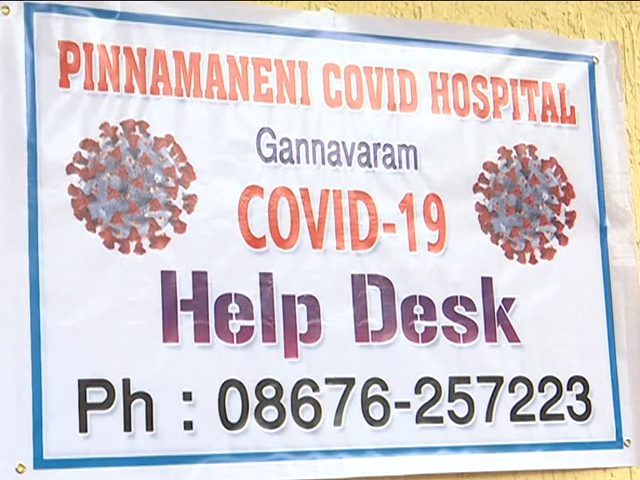 PINNAMANENI COVID HOSPITAL
Gannavaram
COVID-19
Help Desk
Ph : 08676-257223